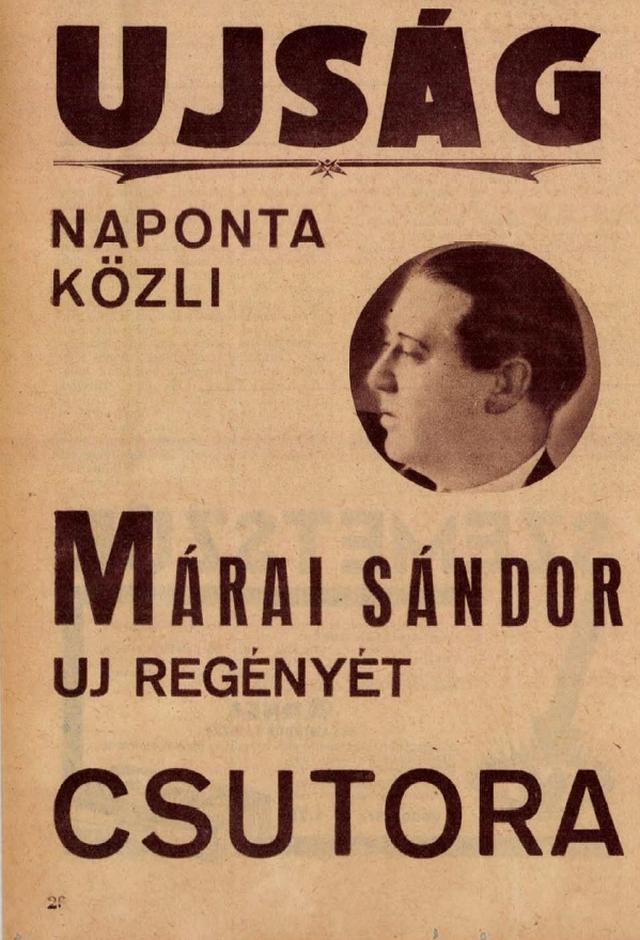 UJSÁG
NAPONTA
KÖZLI
MÁRAI SÁNDOR
UJ REGÉNYÉT
CSUTORA